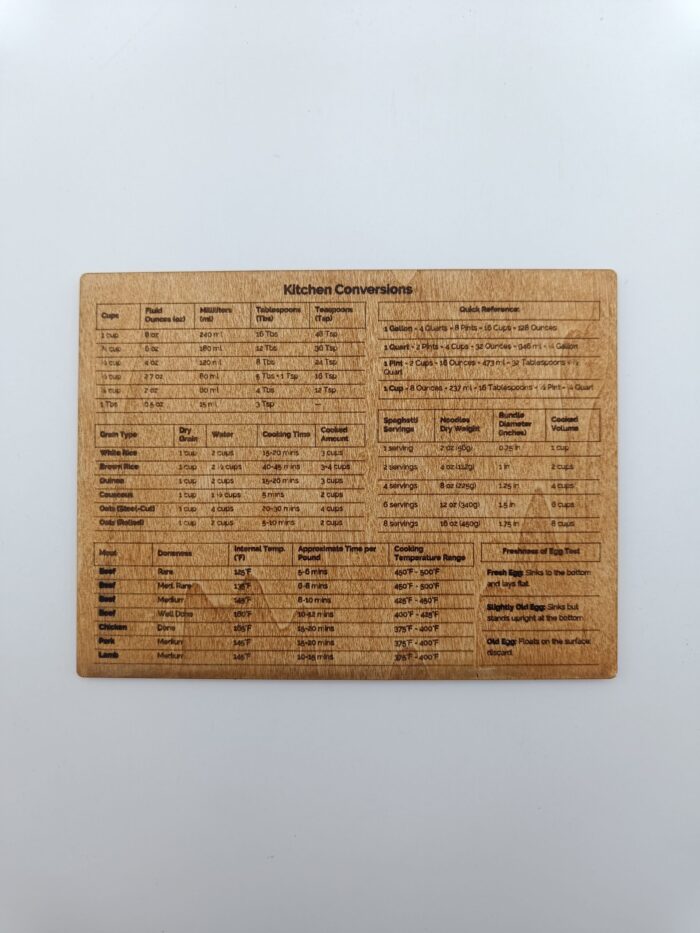 Kitchen Conversions
Cups Fluid Ounces (oz) Milliliters (ml) Tablespoons (Tbs) Teaspoons (Tsp)
1 cup 8 oz 240 ml 16 Tbs 48 Tsp
¾ cup 6 oz 180 ml 12 Tbs 36 Tsp
½ cup 4 oz 120 ml 8 Tbs 24 Tsp
⅓ cup 2.7 oz 80 ml 5 Tbs + 1 Tsp 16 Tsp
¼ cup 2 oz 60 ml 4 Tbs 12 Tsp
1 Tbs 0.5 oz 15 ml 3 Tsp —
Quick Reference:
1 Gallon = 4 Quarts = 8 Pints = 16 Cups = 128 Ounces
1 Quart = 2 Pints = 4 Cups = 32 Ounces = 946 ml = ¼ Gallon
1 Pint = 2 Cups = 16 Ounces = 473 ml = 32 Tablespoons = ½
Quart
1 Cup = 8 Ounces = 237 ml = 16 Tablespoons = ½ Pint = ¼ Quart
Grain Type Dry Grain Water Cooking Time Cooked Amount
White Rice 1 cup 2 cups 15-20 mins 3 cups
Brown Rice 1 cup 2 ½ cups 40-45 mins 3-4 cups
Quinoa 1 cup 2 cups 15-20 mins 3 cups
Couscous 1 cup 1 ½ cups 5 mins 2 cups
Oats (Steel-Cut) 1 cup 4 cups 20-30 mins 4 cups
Oats (Rolled) 1 cup 2 cups 5-10 mins 2 cups
Spaghetti Servings Noodles Dry Weight Bundle Diameter (inches) Cooked Volume
1 serving 2 oz (56g) 0.75 in 1 cup
2 servings 4 oz (112g) 1 in 2 cups
4 servings 8 oz (225g) 1.25 in 4 cups
6 servings 12 oz (340g) 1.5 in 6 cups
8 servings 16 oz (450g) 1.75 in 8 cups
Meat Doneness Internal Temp. (°F) Approximate Time per Pound Cooking Temperature Range
Beef Rare 125°F 5-6 mins 450°F - 500°F
Beef Med. Rare 135°F 6-8 mins 450°F - 500°F
Beef Medium 145°F 8-10 mins 425°F - 450°F
Beef Well Done 160°F 10-12 mins 400°F - 425°F
Chicken Done 165°F 15-20 mins 375°F - 400°F
Pork Medium 145°F 15-20 mins 375°F - 400°F
Lamb Medium 145°F 10-15 mins 375°F - 400°F
Freshness of Egg Test
Fresh Egg: Sinks to the bottom
and lays flat.
Slightly Old Egg: Sinks but
stands upright at the bottom
Old Egg: Floats on the surface;
discard.